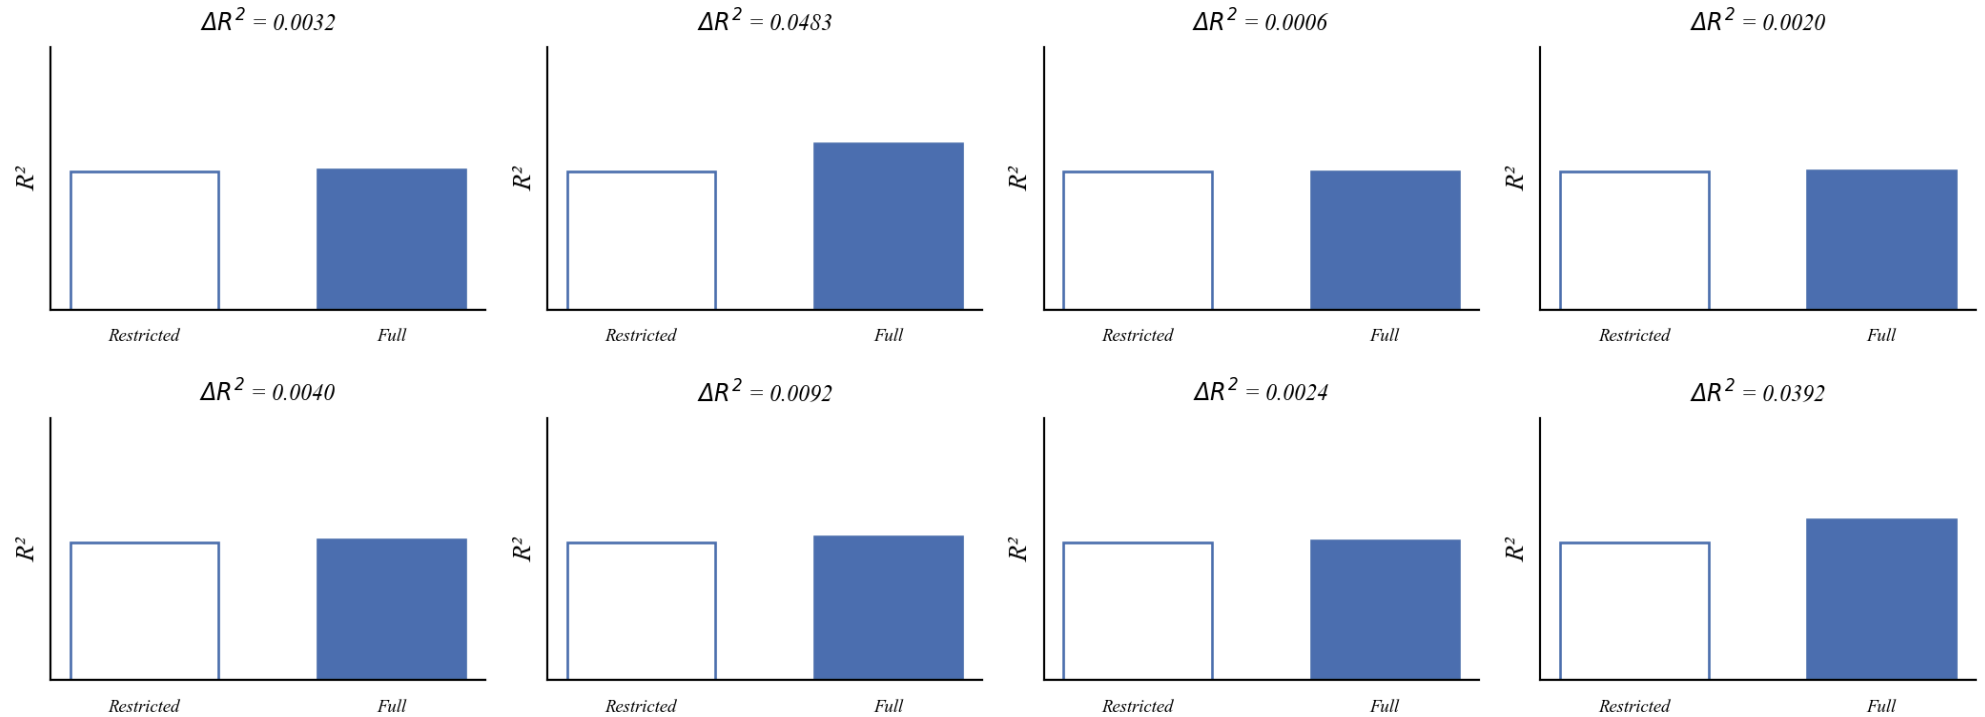 ΔR² = 0.0032
ΔR² = 0.0483
ΔR² = 0.0006
ΔR² = 0.0020
R²
R²
R²
R²
Restricted Full
Restricted Full
Restricted Full
Restricted Full
ΔR² = 0.0040
ΔR² = 0.0092
ΔR² = 0.0024
ΔR² = 0.0392
R²
R²
R²
R²
Restricted Full
Restricted Full
Restricted Full
Restricted Full